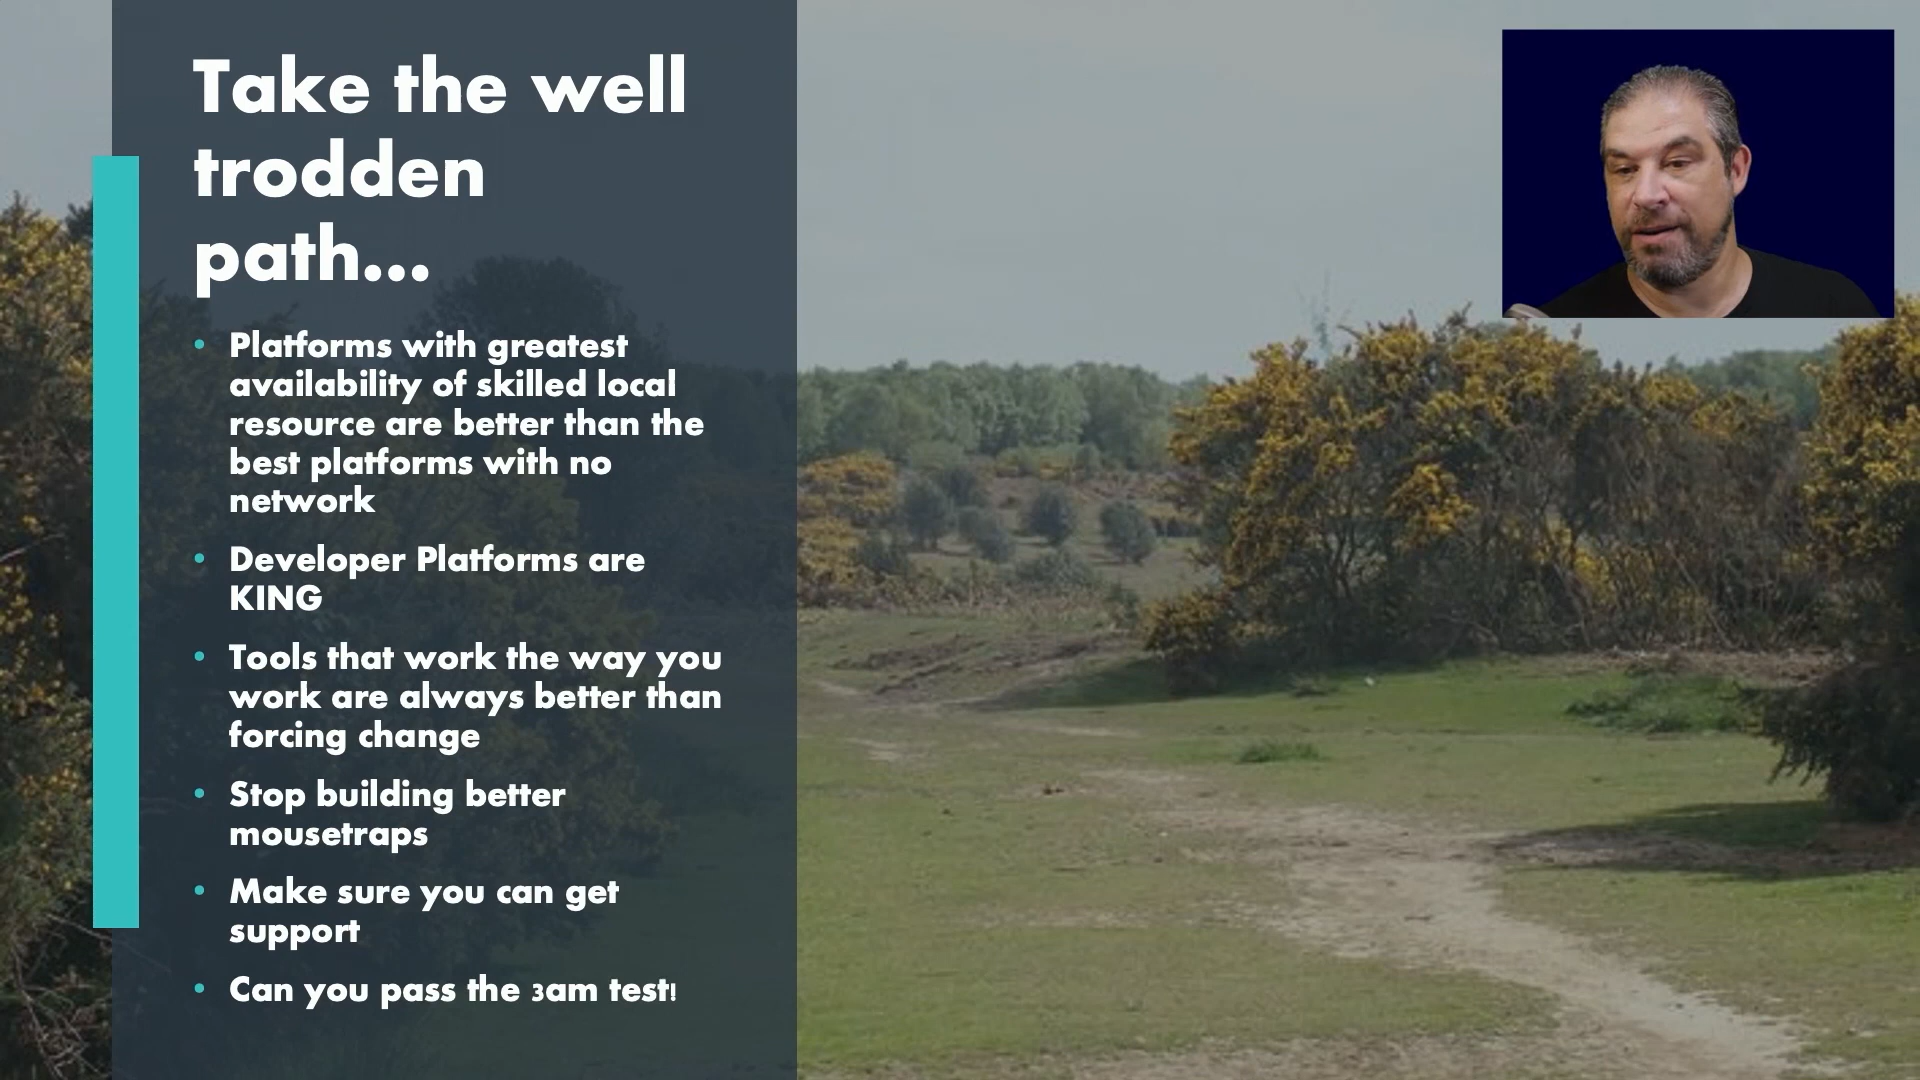 Take the well
trodden
path...
• Platforms with greatest
availability of skilled local
resource are better than the
best platforms with no
network
• Developer Platforms are
KING
• Tools that work the way you
work are always better than
forcing change
• Stop building better
mousetraps
• Make sure you can get
support
• Can you pass the 3am test!